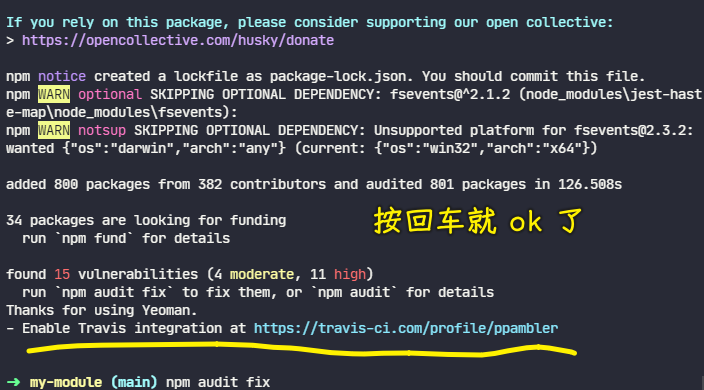 If you rely on this package, please consider supporting our open collective:
> https://opencollective.com/husky/donate
npm notice created a lockfile as package-lock.json. You should commit this file.
npm WARN optional SKIPPING OPTIONAL DEPENDENCY: fsevents@^2.1.2 (node_modules\jest-hast
e-map\node_modules\fsevents):
npm WARN notsup SKIPPING OPTIONAL DEPENDENCY: Unsupported platform for fsevents@2.3.2:
wanted {"os":"darwin","arch":"any"} (current: {"os":"win32","arch":"x64"})
added 800 packages from 382 contributors and audited 801 packages in 126.508s
34 packages are looking for funding
按回车就 ok 了
run `npm fund` for details
found 15 vulnerabilities (4 moderate, 11 high)
run `npm audit fix` to fix them, or `npm audit` for details
Thanks for using Yeoman.
- Enable Travis integration at https://travis-ci.com/profile/ppambler
➜ my-module (main) npm audit fix